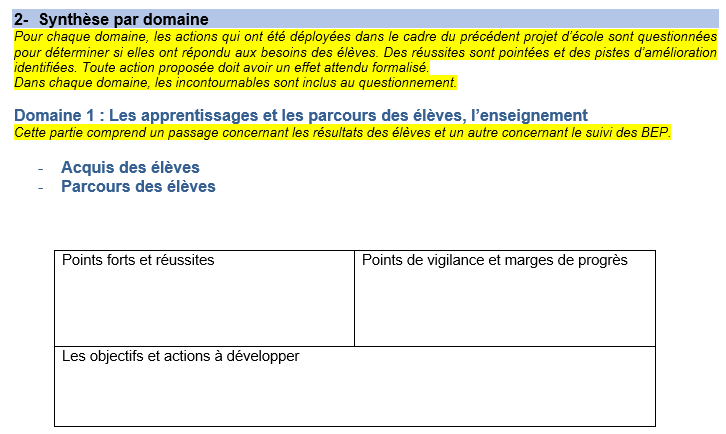 2- Synthèse par domaine
Pour chaque domaine, les actions qui ont été déployées dans le cadre du précédent projet d'école sont questionnées
pour déterminer si elles ont répondu aux besoins des élèves. Des réussites sont pointées et des pistes d'amélioration
identifiées. Toute action proposée doit avoir un effet attendu formalisé.
Dans chaque domaine, les incontournables sont inclus au questionnement.
Domaine 1 : Les apprentissages et les parcours des élèves, l'enseignement
Cette partie comprend un passage concernant les résultats des élèves et un autre concernant le suivi des BEP.
- Acquis des élèves
- Parcours des élèves
Points forts et réussites
Points de vigilance et marges de progrès
Les objectifs et actions à développer